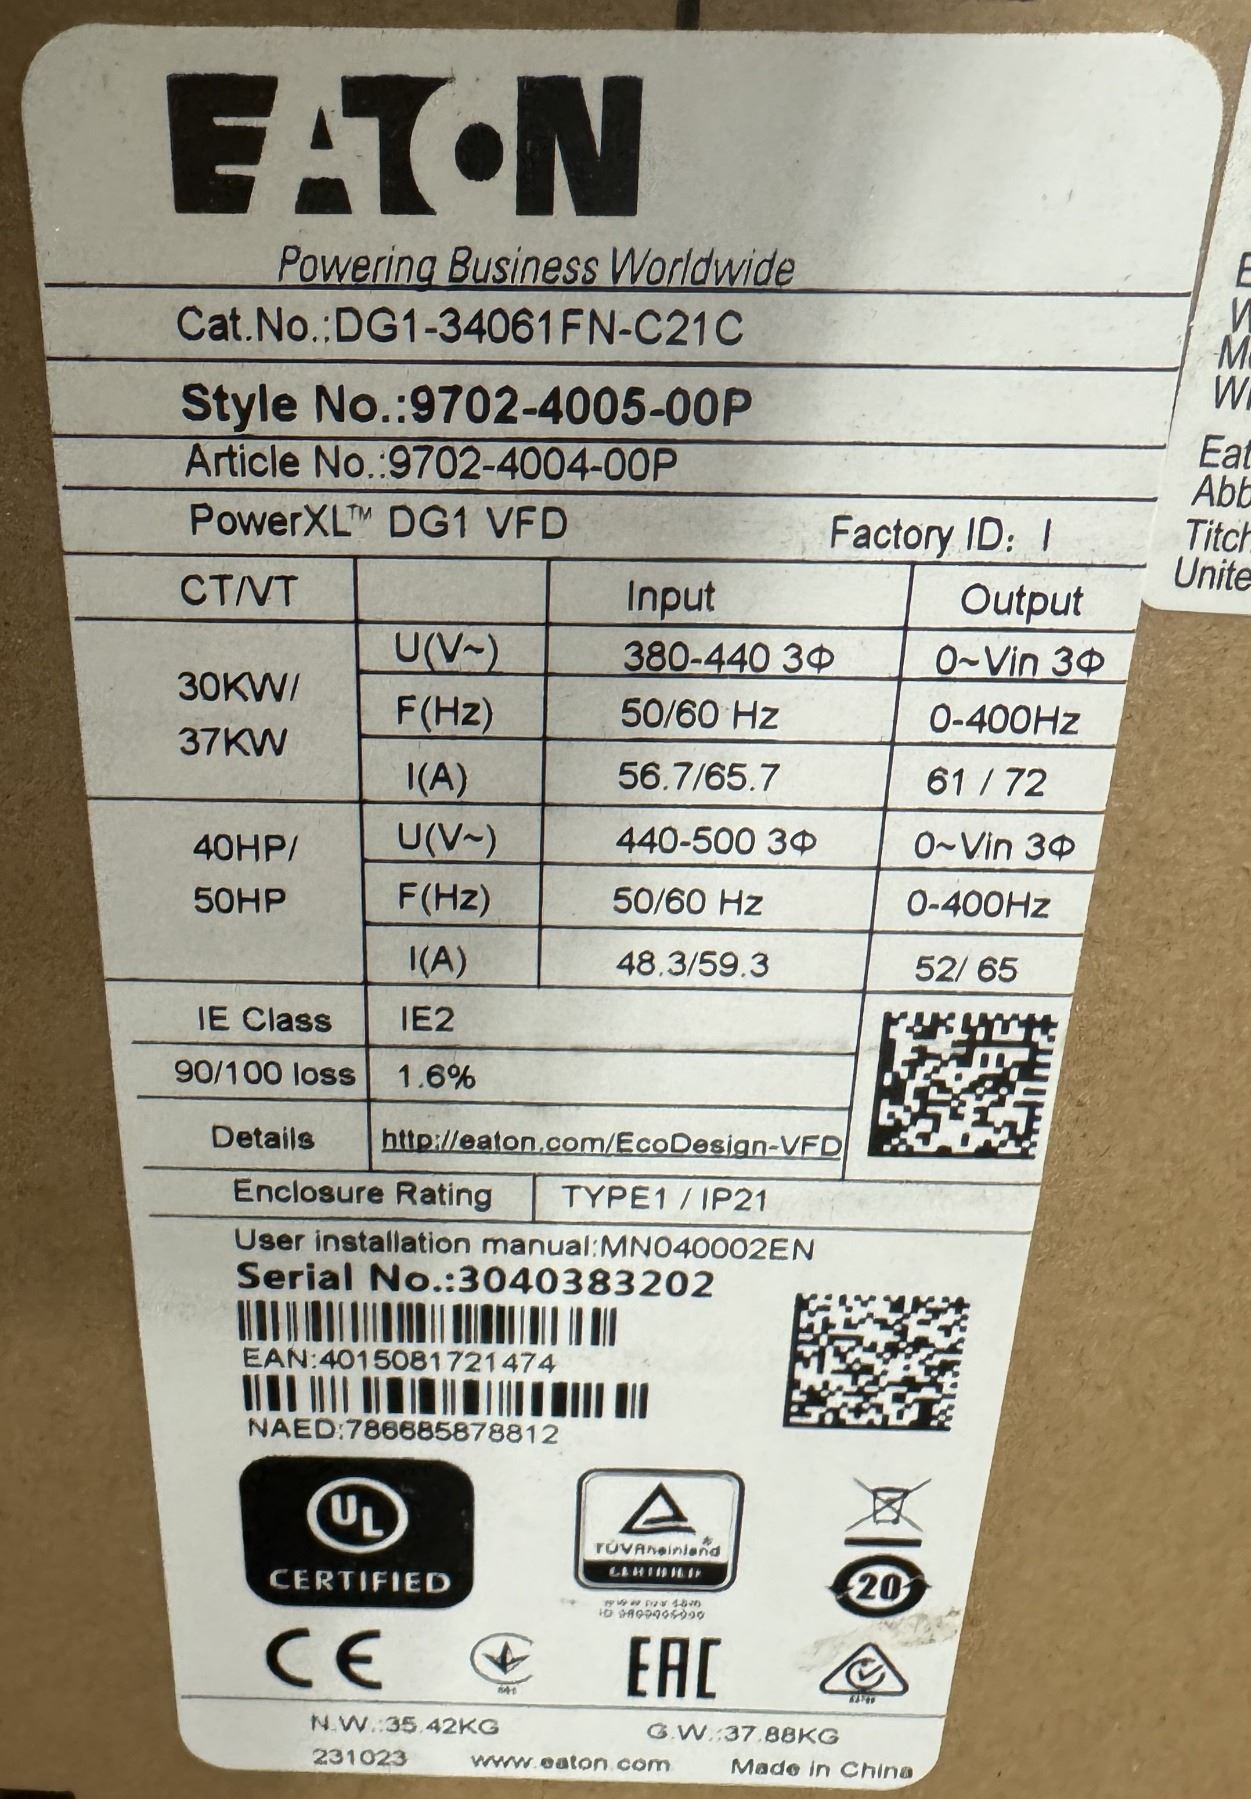 EATON
Powering Business Worldwide
Cat.No.:DG1-34061FN-C21C
Style No.:9702-4005-00P
Article No.:9702-4004-00P
PowerXL™ DG1 VFD Factory ID: I
CT/VT Input Output
30KW/
37KW
U(V~) 380-440 3Φ 0~Vin 3Φ
F(Hz) 50/60 Hz 0-400Hz
I(A) 56.7/65.7 61 / 72
40HP/
50HP
U(V~) 440-500 3Φ 0~Vin 3Φ
F(Hz) 50/60 Hz 0-400Hz
I(A) 48.3/59.3 52/ 65
IE Class IE2
90/100 loss 1.6%
Details http://eaton.com/EcoDesign-VFD
Enclosure Rating TYPE1 / IP21
User installation manual:MN040002EN
Serial No.:3040383202
EAN:4015081721474
NAED:786685878812
UL
CERTIFIED
TÜVRheinland®
CERTIFIED
20
CE
EAC
N.W.:35.42KG G.W.:37.88KG
231023 www.eaton.com Made in China
Eat
Abb
Titch
Unite